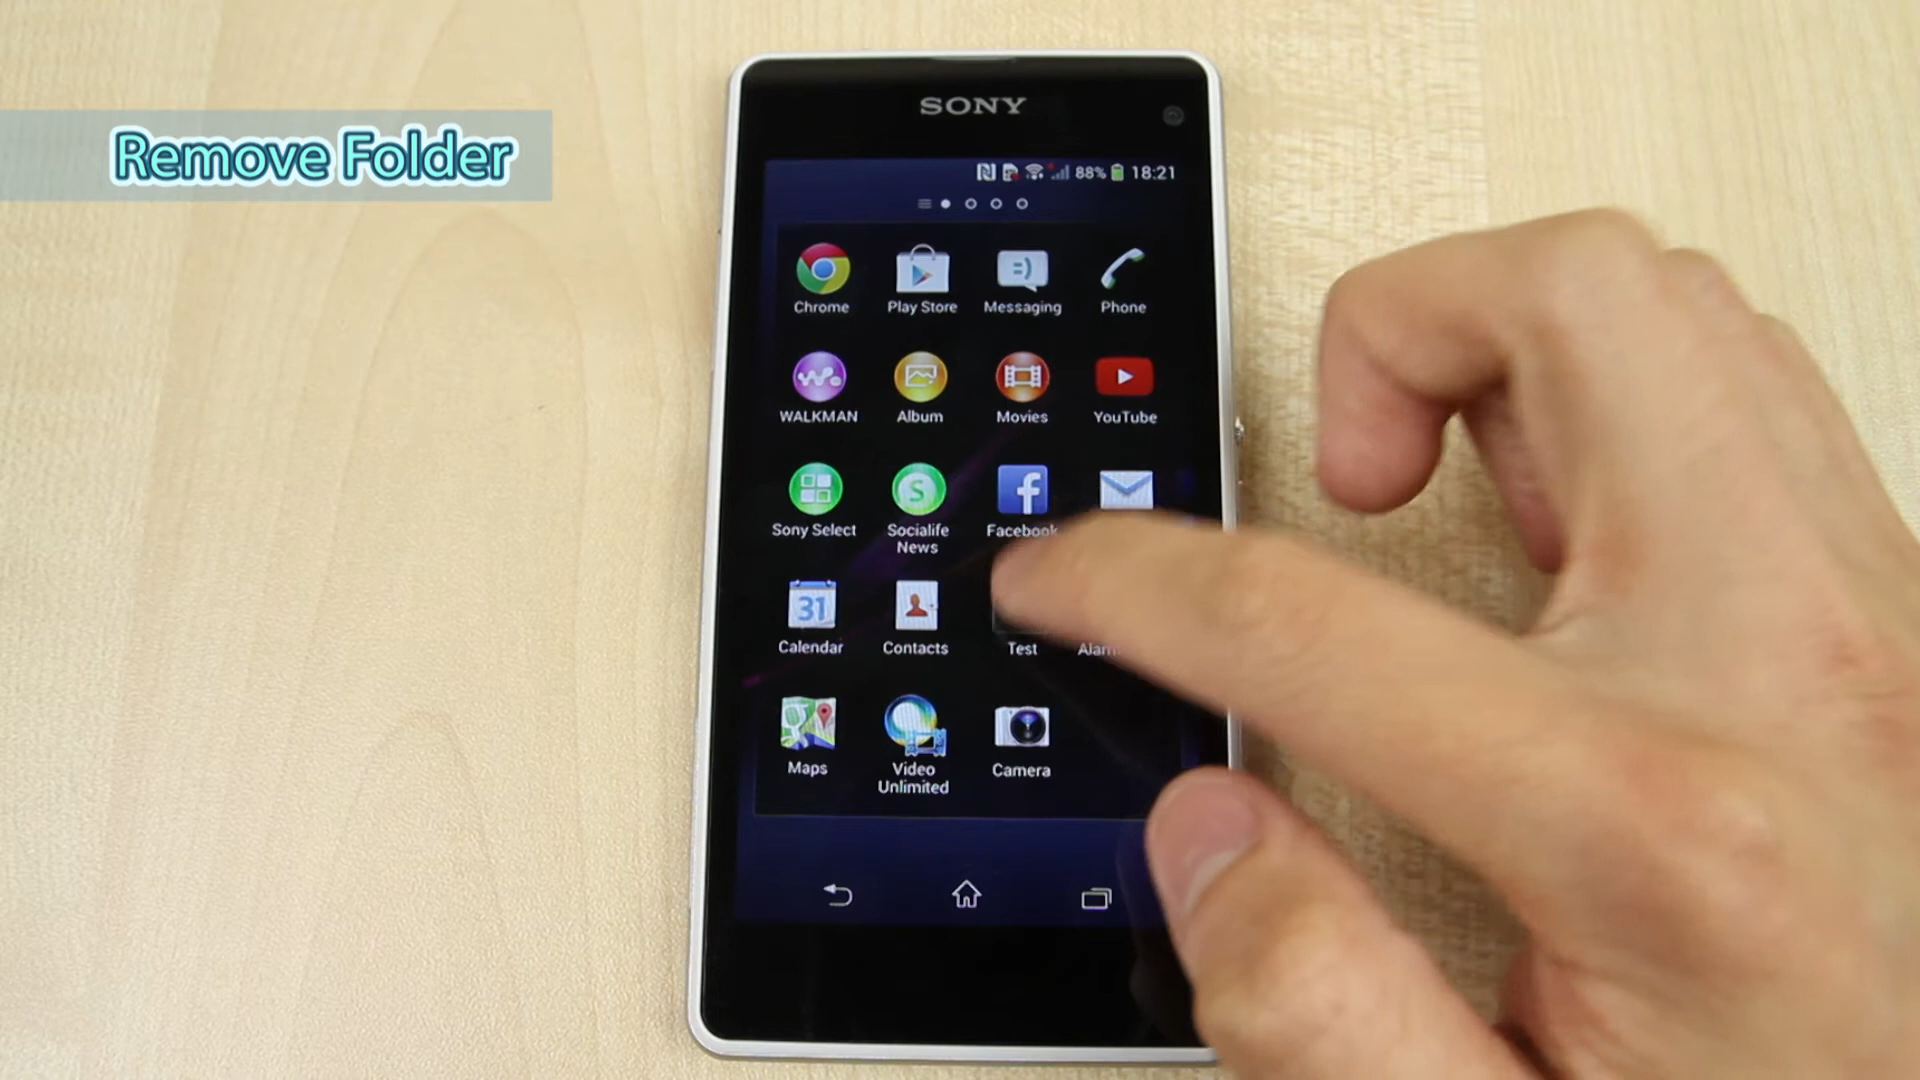 Remove Folder
SONY
88% 18:21
Chrome Play Store Messaging Phone
WALKMAN Album Movies YouTube
Sony Select Socialife News Facebook
31
Calendar Contacts Test
Maps Video Unlimited Camera